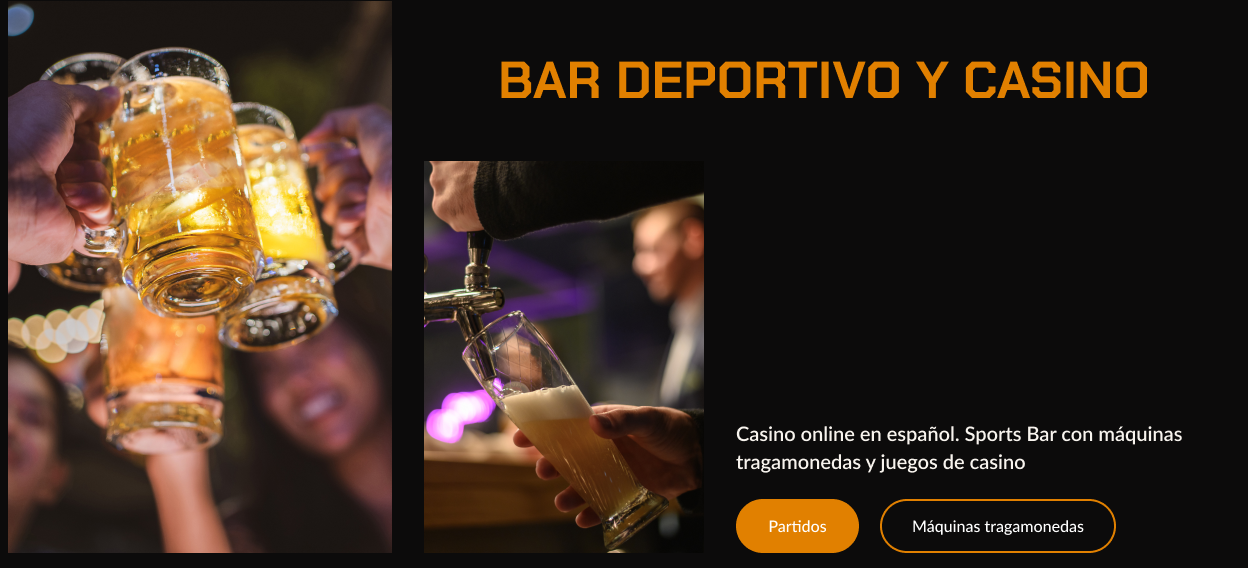 BAR DEPORTIVO Y CASINO
Casino online en español. Sports Bar con máquinas
tragamonedas y juegos de casino
Partidos
Máquinas tragamonedas